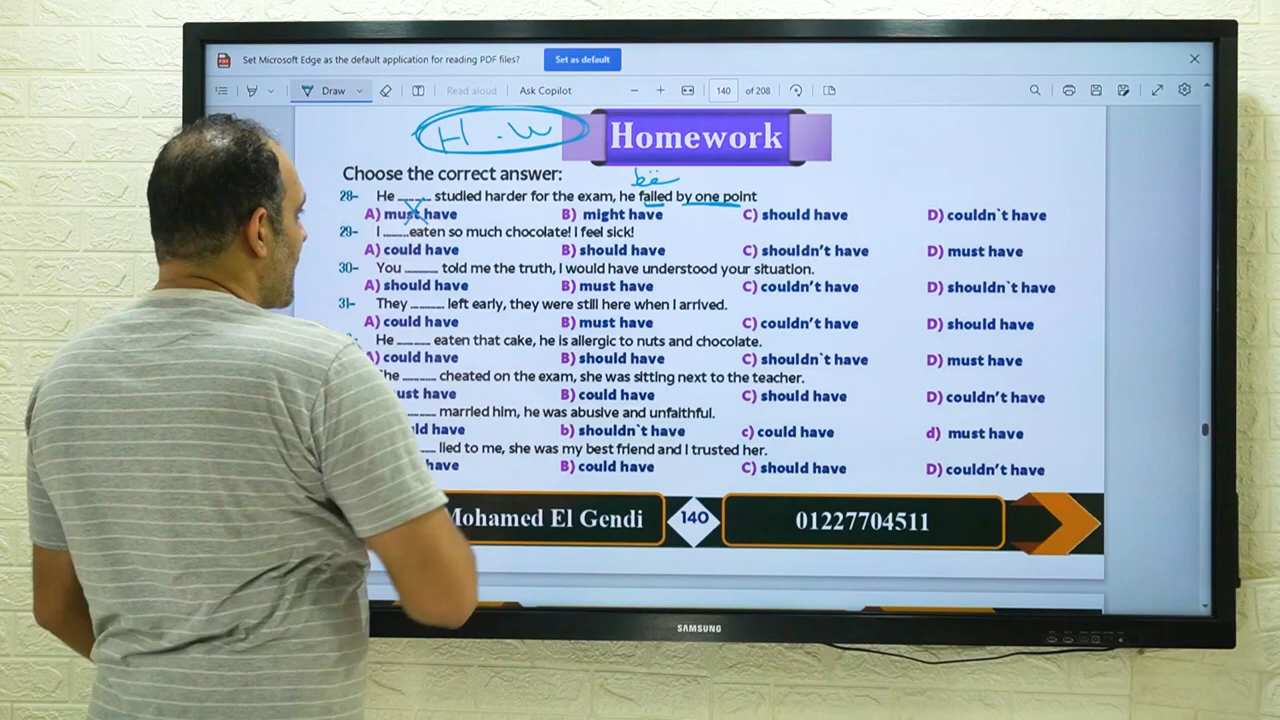 Set Microsoft Edge as the default application for reading PDF files? Set as default
Draw Read aloud Ask Copilot 140 of 208
H.W Homework
Choose the correct answer:
28- He ........ studied harder for the exam, he failed by one point
A) must have B) might have C) should have D) couldn`t have
29- I ........eaten so much chocolate! I feel sick!
A) could have B) should have C) shouldn’t have D) must have
30- You ........ told me the truth, I would have understood your situation.
A) should have B) must have C) couldn’t have D) shouldn`t have
31- They ........ left early, they were still here when I arrived.
A) could have B) must have C) couldn’t have D) should have
He ........ eaten that cake, he is allergic to nuts and chocolate.
A) could have B) should have C) shouldn`t have D) must have
........ cheated on the exam, she was sitting next to the teacher.
have B) could have C) should have D) couldn’t have
........ married him, he was abusive and unfaithful.
have b) shouldn`t have c) could have d) must have
lied to me, she was my best friend and I trusted her.
have B) could have C) should have D) couldn’t have
Mohamed El Gendi 140 01227704511
SAMSUNG